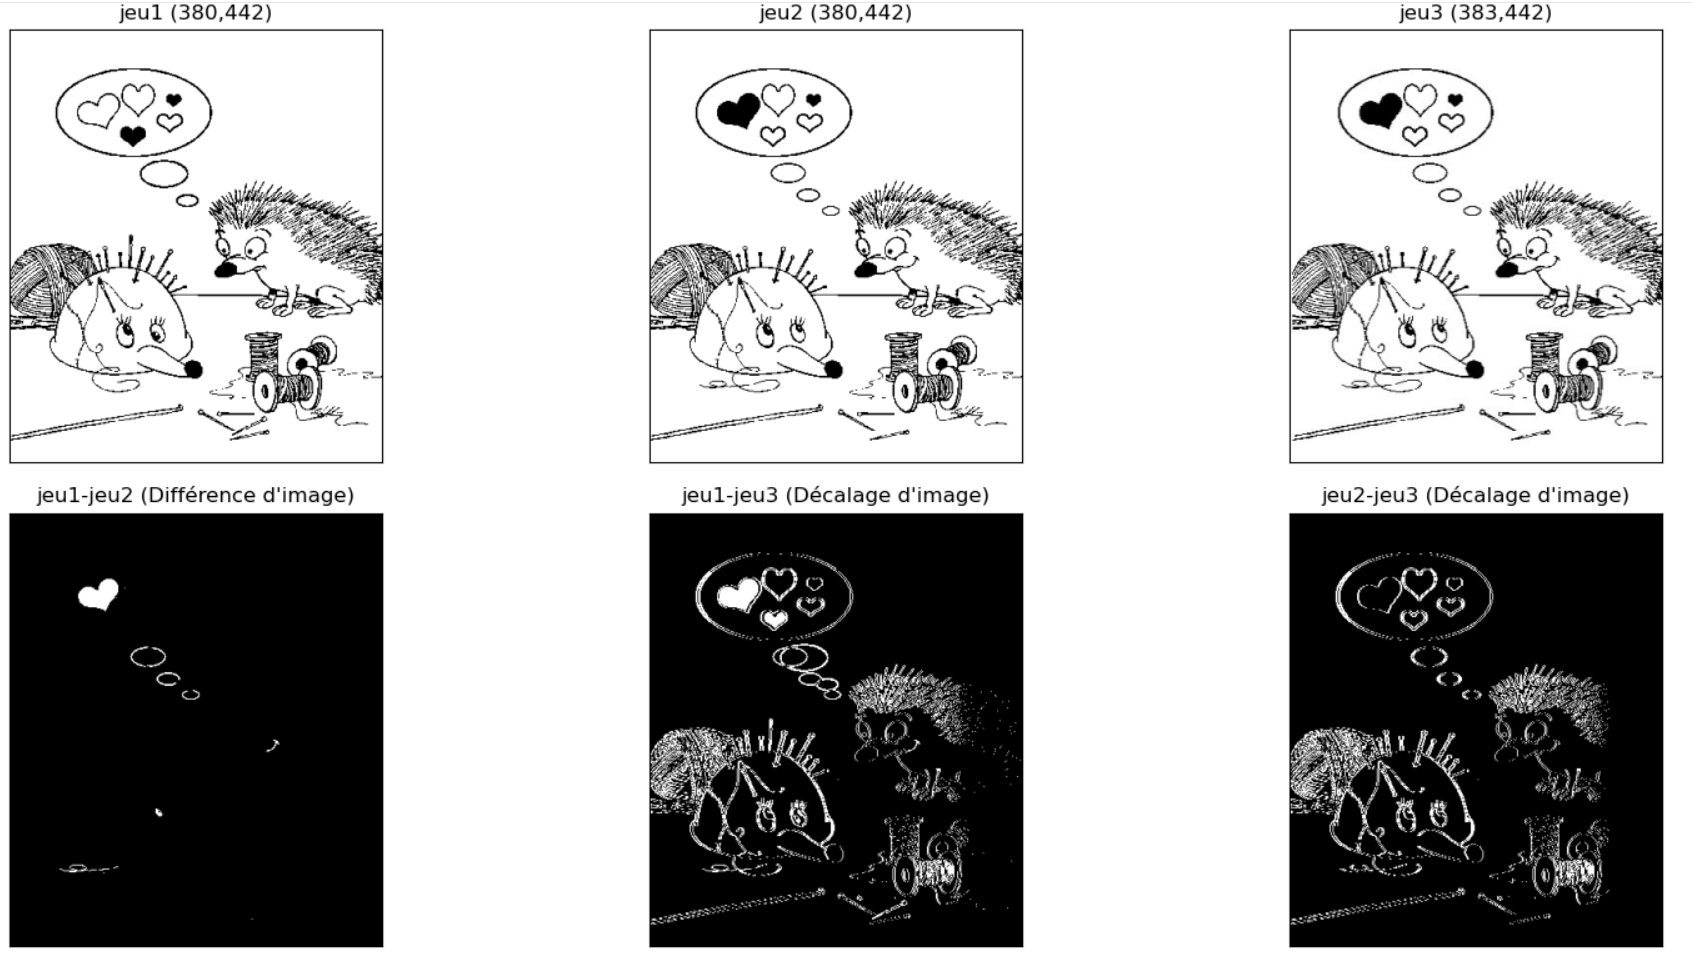 jeu1 (380,442)
jeu2 (380,442)
jeu3 (383,442)
jeu1-jeu2 (Différence d'image)
jeu1-jeu3 (Décalage d'image)
jeu2-jeu3 (Décalage d'image)